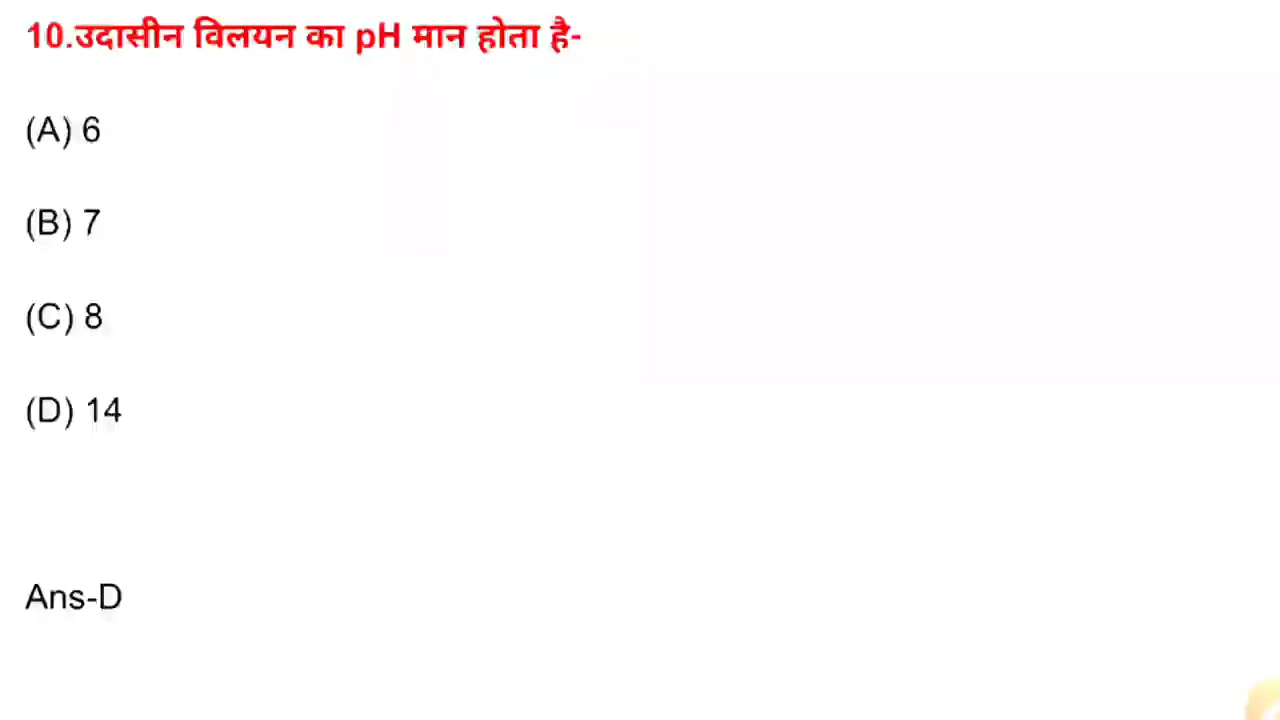 10.उदासीन विलयन का pH मान होता है-
(A) 6
(B) 7
(C) 8
(D) 14
Ans-D